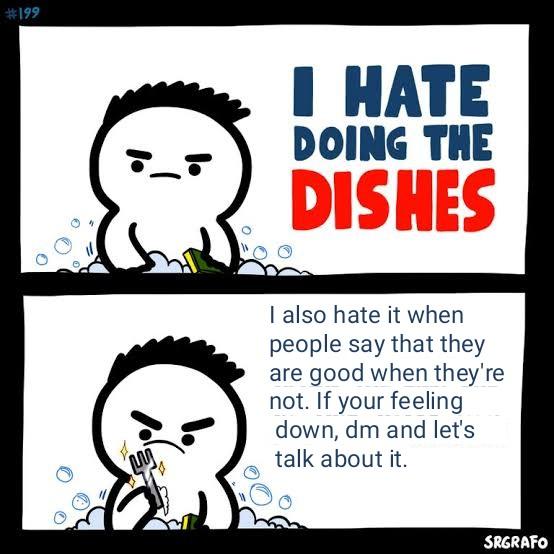 #199
I HATE
DOING THE
DISHES
I also hate it when
people say that they
are good when they're
not. If your feeling
down, dm and let's
talk about it.
SRGRAFO